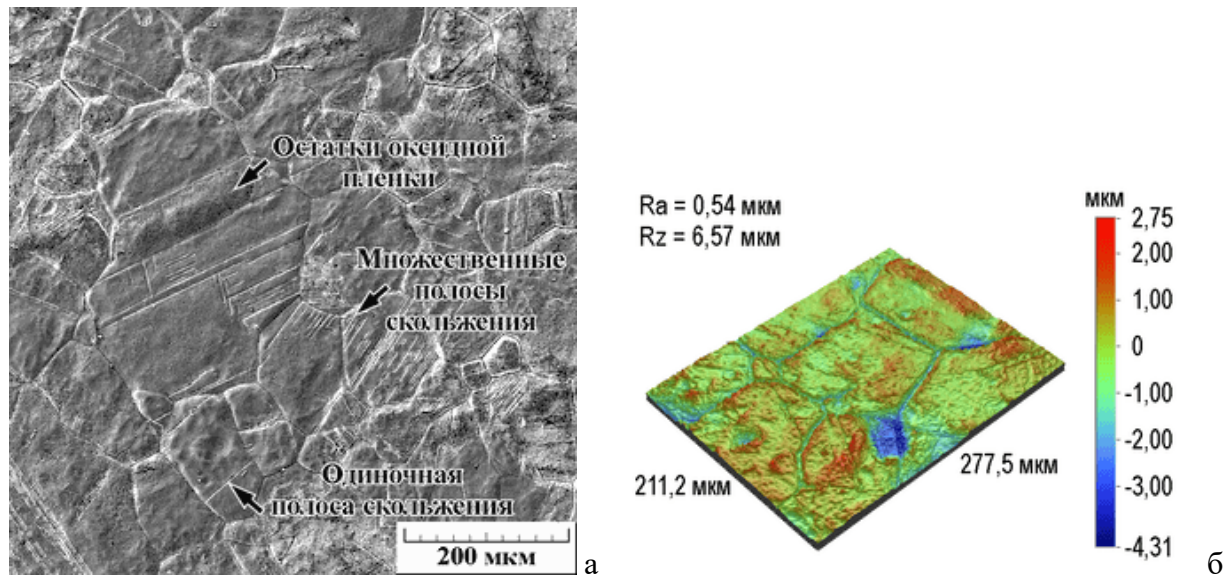 Остатки оксидной
пленки
Множественные
полосы
скольжения
Одиночная
полоса скольжения
200 мкм
а
Ra = 0,54 мкм
Rz = 6,57 мкм
мкм
2,75
2,00
1,00
0
-1,00
-2,00
-3,00
-4,31
211,2 мкм
277,5 мкм
б